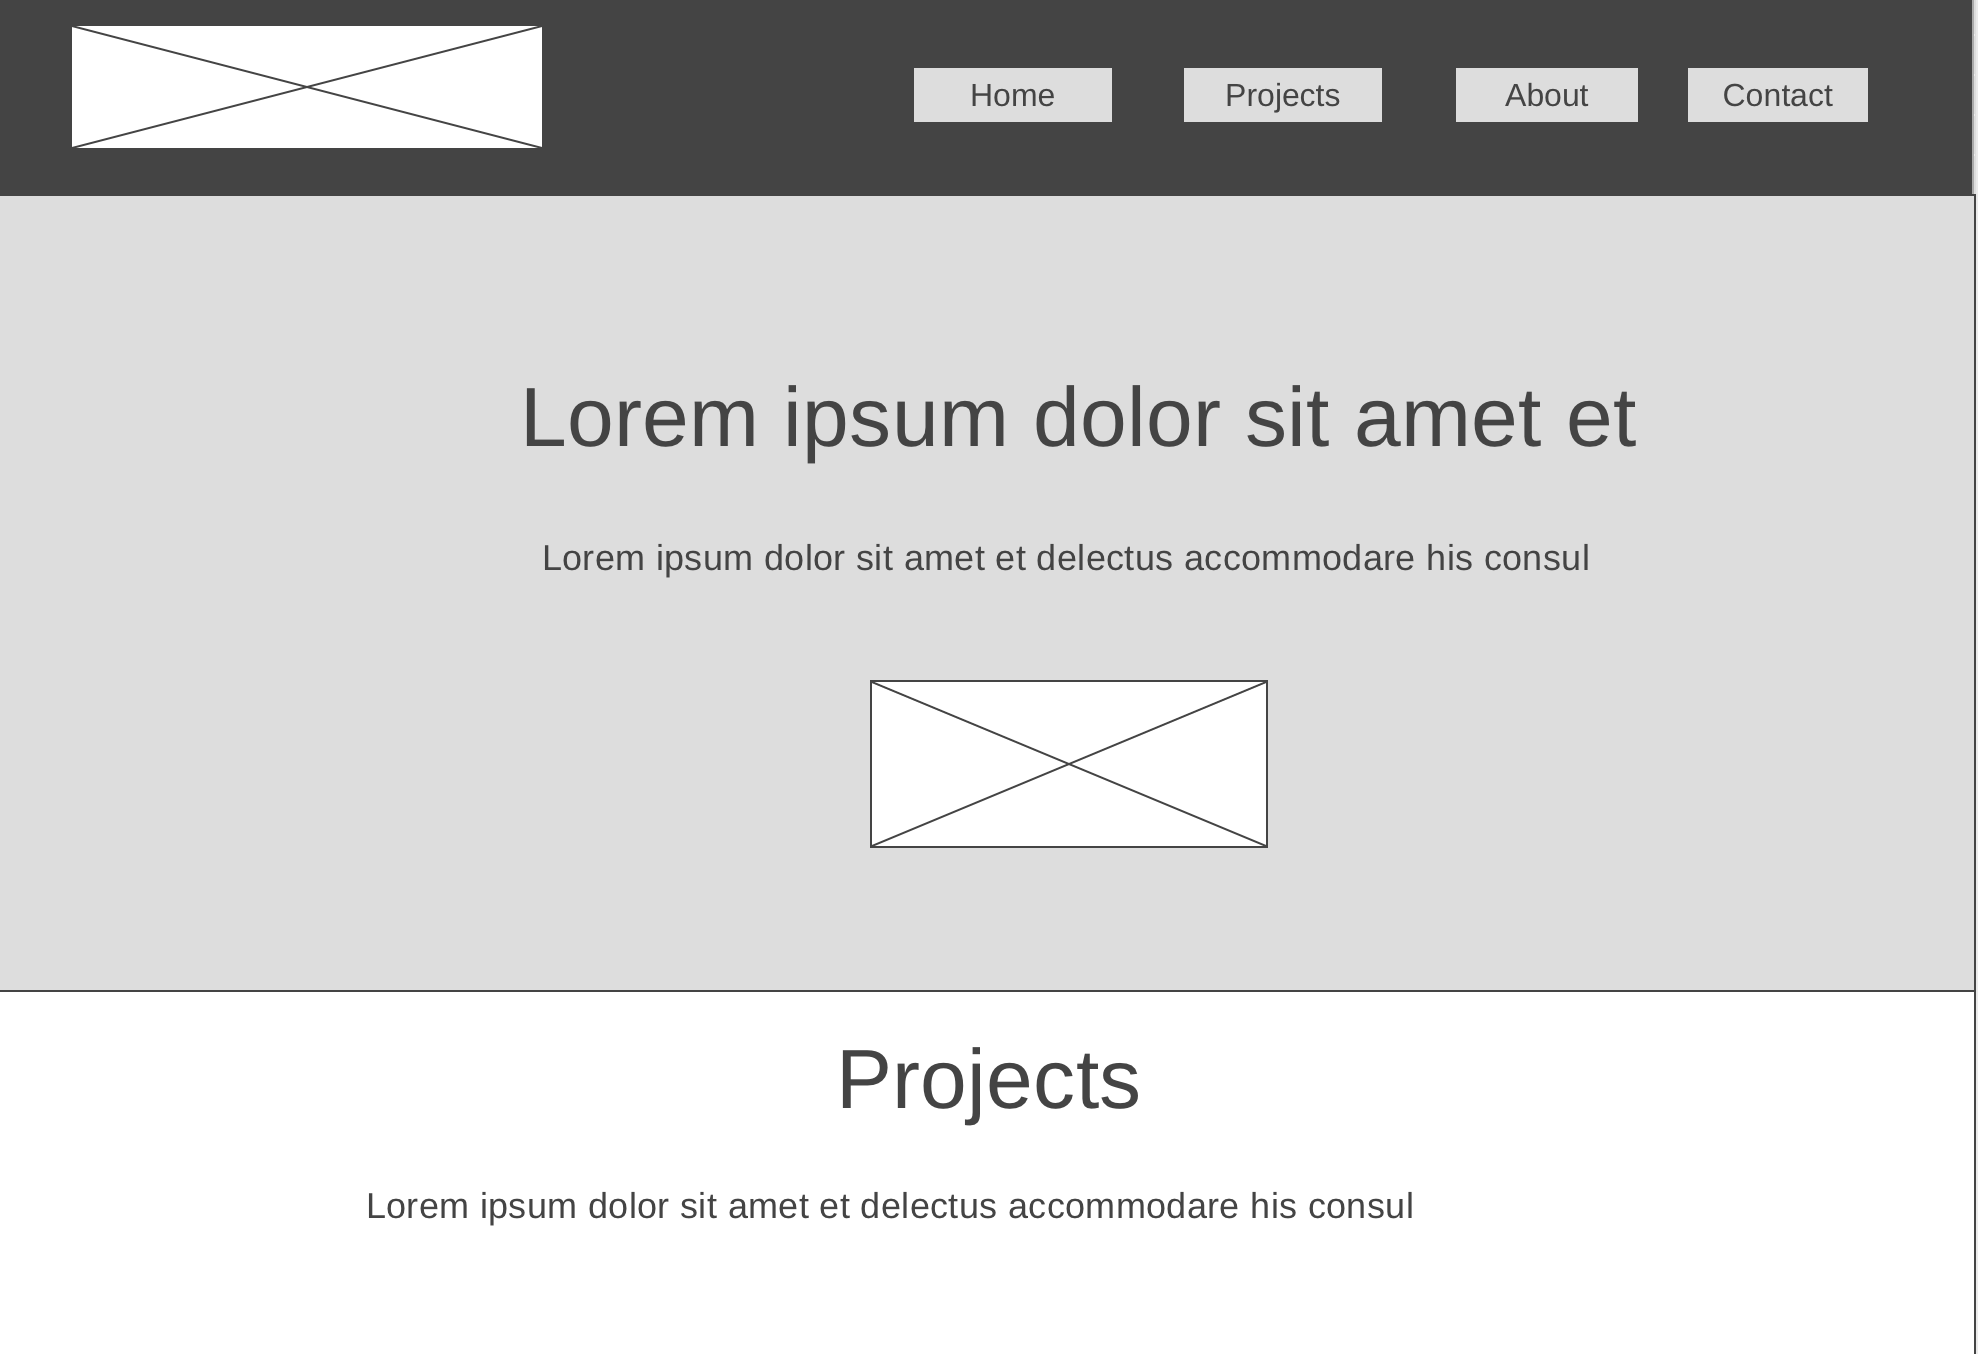 Home Projects About Contact
Lorem ipsum dolor sit amet et
Lorem ipsum dolor sit amet et delectus accommodare his consul
Projects
Lorem ipsum dolor sit amet et delectus accommodare his consul